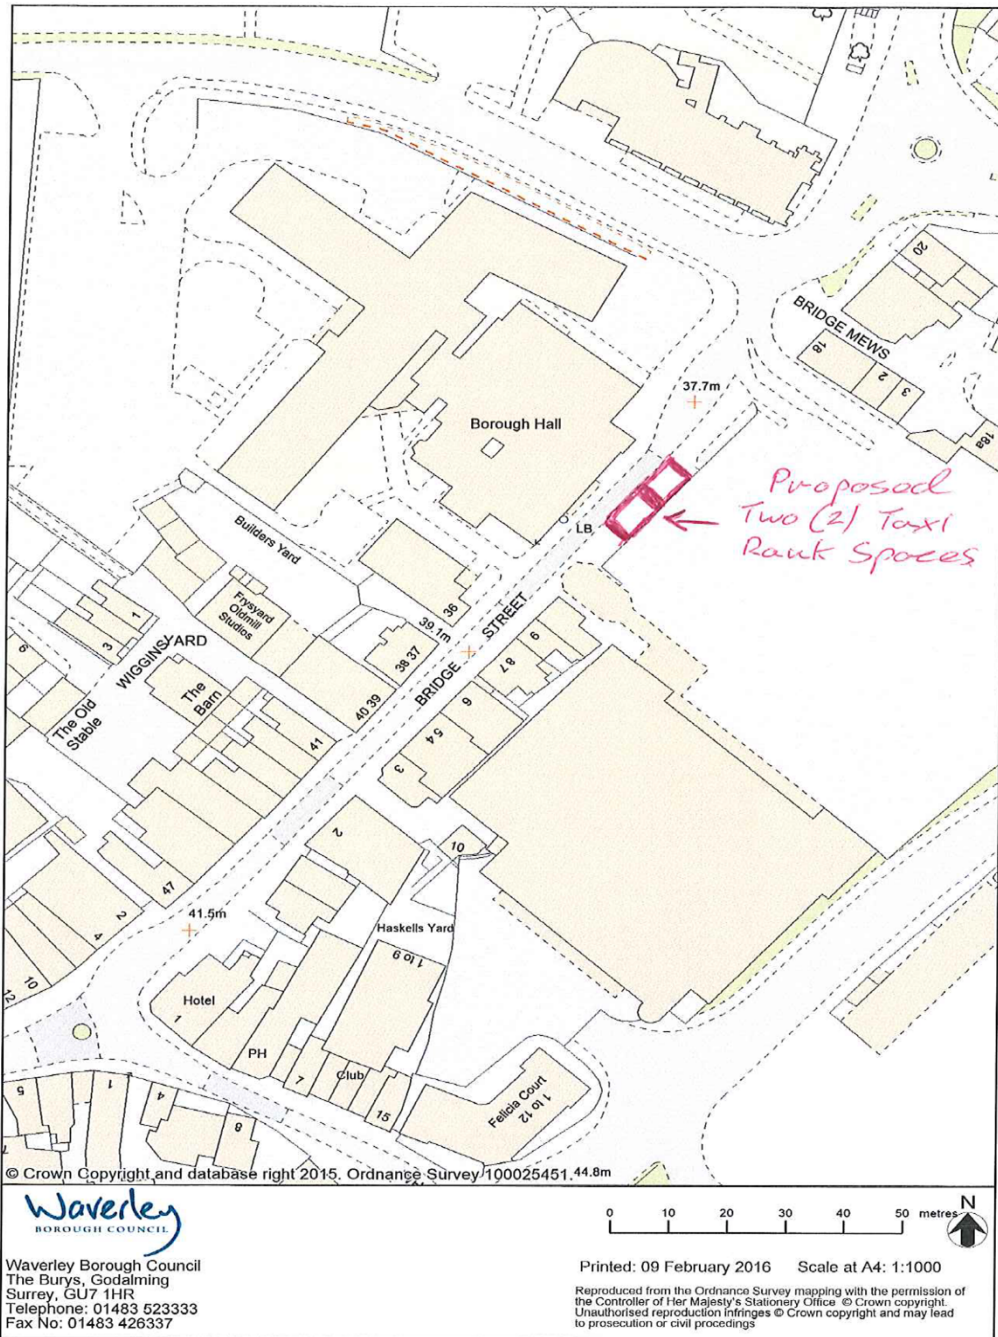 20
BRIDGE MEWS
1a
2
3
18a
37.7m
Borough Hall
Proposed
Two (2) Taxi
Rank Spaces
LB
Builders Yard
36
39.1m
Frysyard
Oldmill
Studios
1
3
6
WIGGINS YARD
The
Barn
The Old
Stable
38 37
40 39
41
BRIDGE STREET
9
8 7
6
5 4
3
2
10
47
2
4
10
12
41.5m
Haskells Yard
1 to 9
Hotel
1
PH
7
Club
15
Felicia Court
1 to 12
5
1
4
8
7
© Crown Copyright and database right 2015. Ordnance Survey 100025451.
44.8m
Waverley
BOROUGH COUNCIL
Waverley Borough Council
The Burys, Godalming
Surrey, GU7 1HR
Telephone: 01483 523333
Fax No: 01483 426337
0 10 20 30 40 50 metres
N
Printed: 09 February 2016 Scale at A4: 1:1000
Reproduced from the Ordnance Survey mapping with the permission of
the Controller of Her Majesty's Stationery Office © Crown copyright.
Unauthorised reproduction infringes © Crown copyright and may lead
to prosecution or civil procedings